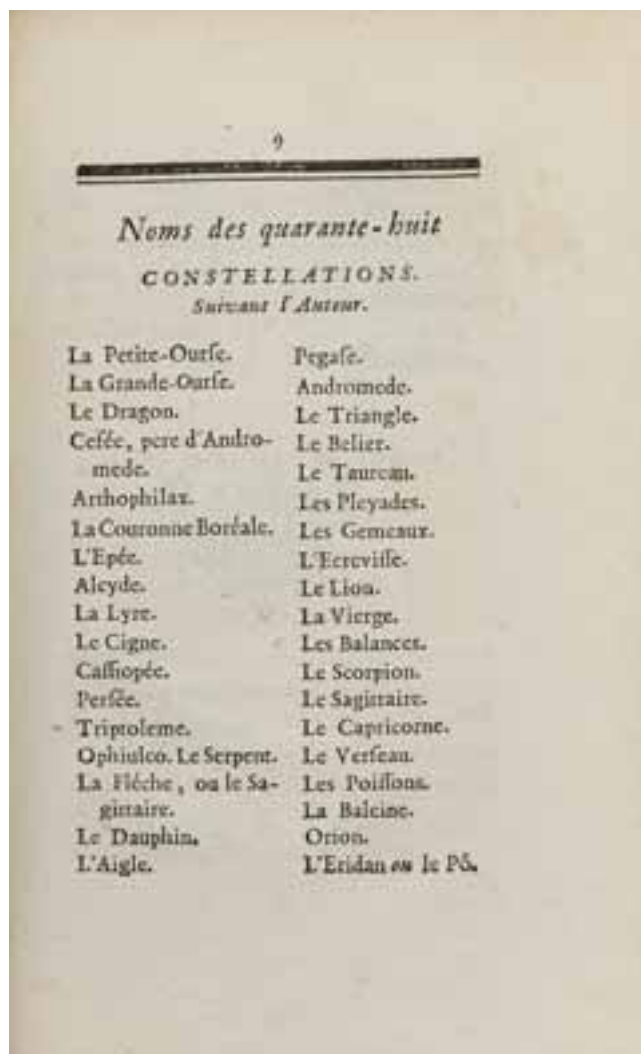 9
Noms des quarante-huit
CONSTELLATIONS.
Suivant l'Auteur.
La Petite-Ourſe.
La Grande-Ourſe.
Le Dragon.
Cefée, pere d'Andro-
mede.
Arthophilax.
La Couronne Boréale.
L'Epée.
Alcyde.
La Lyre.
Le Cigne.
Caſſiopée.
Perſée.
Triptoleme.
Ophiulco. Le Serpent.
La Fléche, ou le Sa-
gittaire.
Le Dauphin.
L'Aigle.
Pegaſe.
Andromede.
Le Triangle.
Le Belier.
Le Taureau.
Les Pleyades.
Les Gemeaux.
L'Ecreviſſe.
Le Lion.
La Vierge.
Les Balances.
Le Scorpion.
Le Sagittaire.
Le Capricorne.
Le Verſeau.
Les Poiſſons.
La Baleine.
Orion.
L'Eridan ou le Pô.